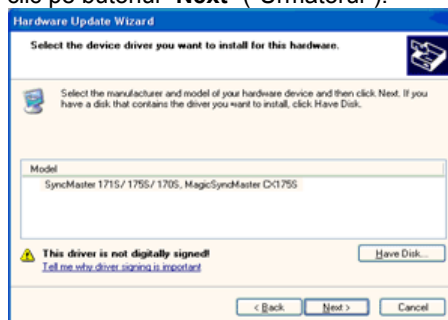 clic pe butonul "Next" ("Următorul").
Hardware Update Wizard
Select the device driver you want to install for this hardware.
Select the manufacturer and model of your hardware device and then click Next. If you
have a disk that contains the driver you want to install, click Have Disk.
Model
SyncMaster 171S/ 175S/ 170S, MagicSyncMaster CX175S
This driver is not digitally signed!
Have Disk...
Tell me why driver signing is important
< Back
Next >
Cancel